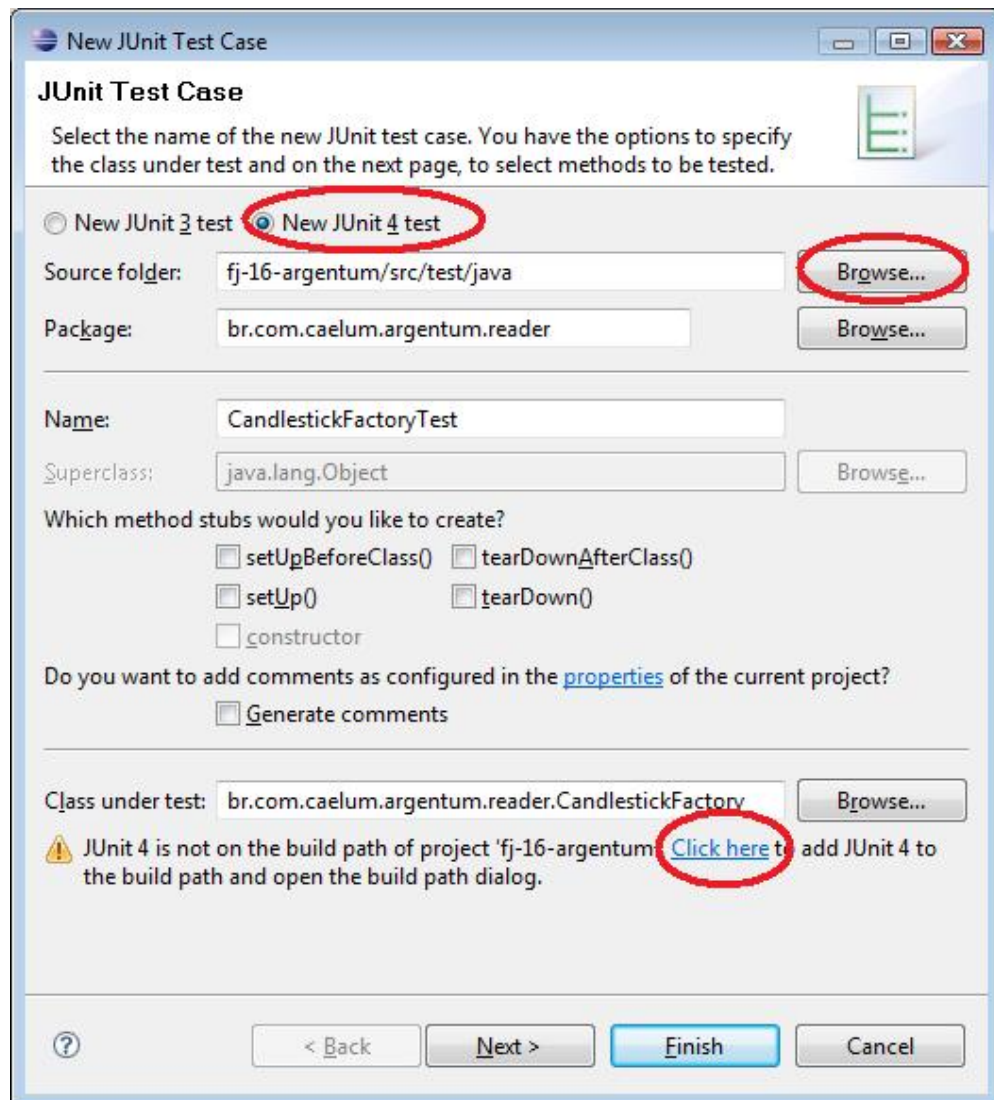 New JUnit Test Case
JUnit Test Case
Select the name of the new JUnit test case. You have the options to specify
the class under test and on the next page, to select methods to be tested.
New JUnit 3 test New JUnit 4 test
Source folder: fj-16-argentum/src/test/java Browse...
Package: br.com.caelum.argentum.reader Browse...
Name: CandlestickFactoryTest
Superclass: java.lang.Object Browse...
Which method stubs would you like to create?
setUpBeforeClass() tearDownAfterClass()
setUp() tearDown()
constructor
Do you want to add comments as configured in the properties of the current project?
Generate comments
Class under test: br.com.caelum.argentum.reader.CandlestickFactory Browse...
JUnit 4 is not on the build path of project 'fj-16-argentum'. Click here to add JUnit 4 to
the build path and open the build path dialog.
? < Back Next > Finish Cancel